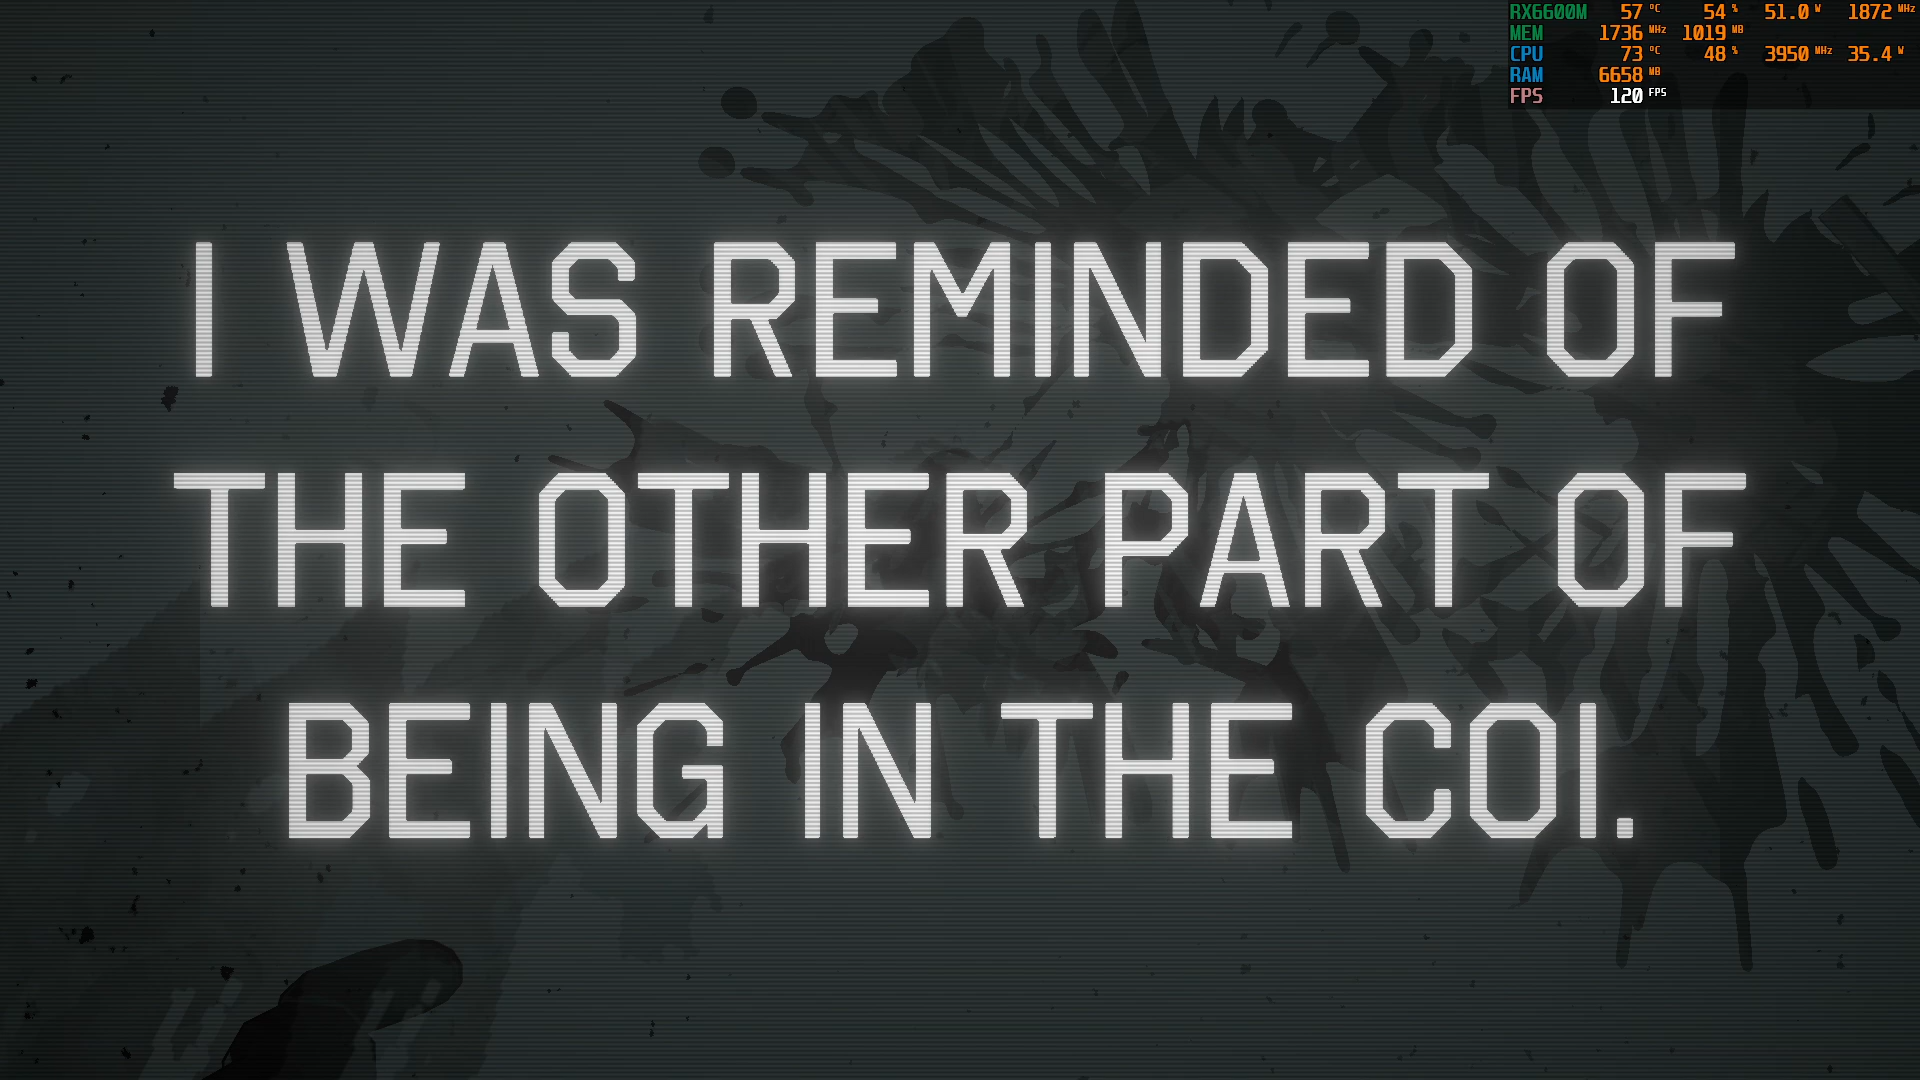 RX6600M 57 °C 54 % 51.0 W 1872 MHz
MEM 1736 MHz 1019 MB
CPU 73 °C 48 % 3950 MHz 35.4 W
RAM 6658 MB
FPS 120 FPS
I WAS REMINDED OF
THE OTHER PART OF
BEING IN THE COI.